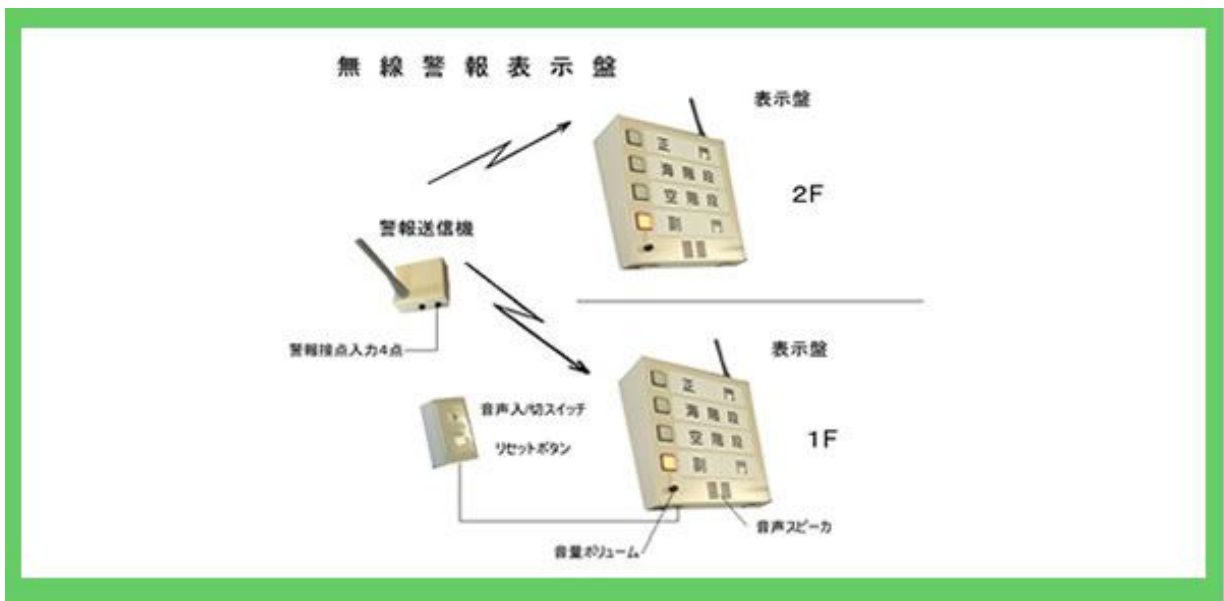 無線警報表示盤
表示盤
正門
海階段
空階段
副門
2F
警報送信機
警報接点入力4点
表示盤
正門
海階段
空階段
副門
1F
音声入/切スイッチ
リセットボタン
音声スピーカ
音量ボリューム